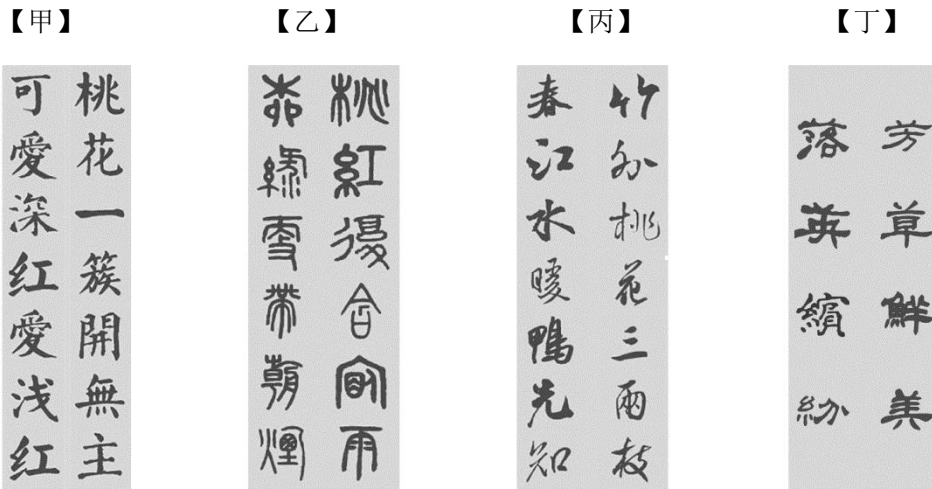 【甲】
桃花一簇開無主
可愛深红愛浅红
【乙】
桃紅復含宿雨
柳綠更帶朝煙
【丙】
竹外桃花三兩枝
春江水暖鴨先知
【丁】
芳草鮮美
落英繽紛